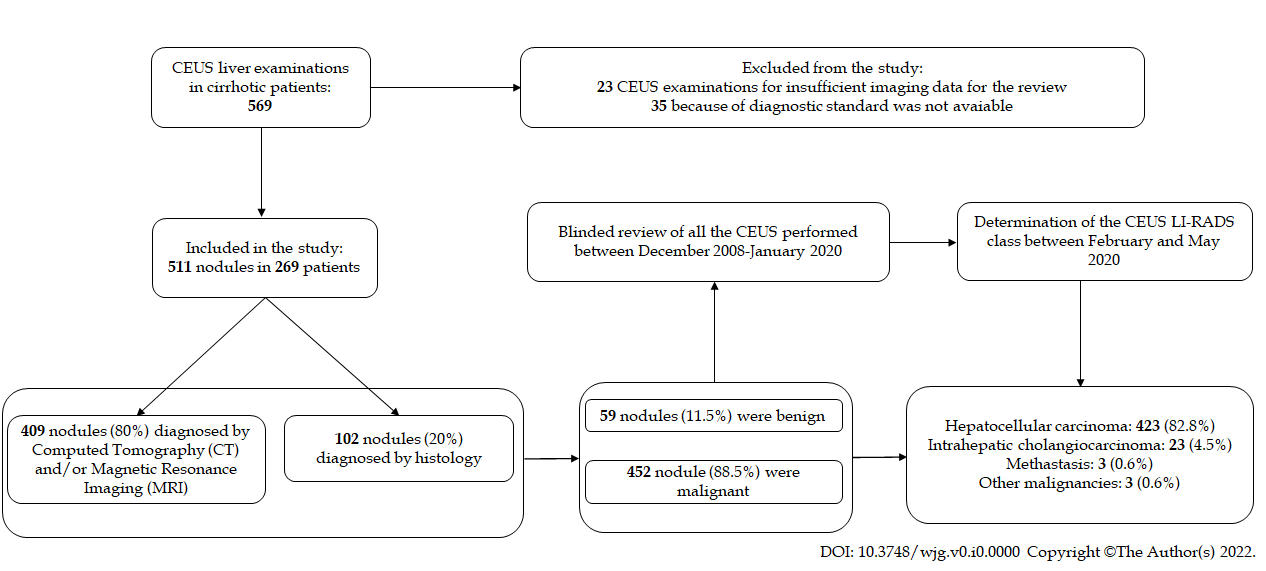 CEUS liver examinations
in cirrhotic patients:
569
Excluded from the study:
23 CEUS examinations for insufficient imaging data for the review
35 because of diagnostic standard was not avaiable
Included in the study:
511 nodules in 269 patients
Blinded review of all the CEUS performed
between December 2008-January 2020
Determination of the CEUS LI-RADS
class between February and May
2020
409 nodules (80%) diagnosed by
Computed Tomography (CT)
and/or Magnetic Resonance
Imaging (MRI)
102 nodules (20%)
diagnosed by histology
59 nodules (11.5%) were benign
452 nodule (88.5%) were
malignant
Hepatocellular carcinoma: 423 (82.8%)
Intrahepatic cholangiocarcinoma: 23 (4.5%)
Methastasis: 3 (0.6%)
Other malignancies: 3 (0.6%)
DOI: 10.3748/wjg.v0.i0.0000 Copyright ©The Author(s) 2022.